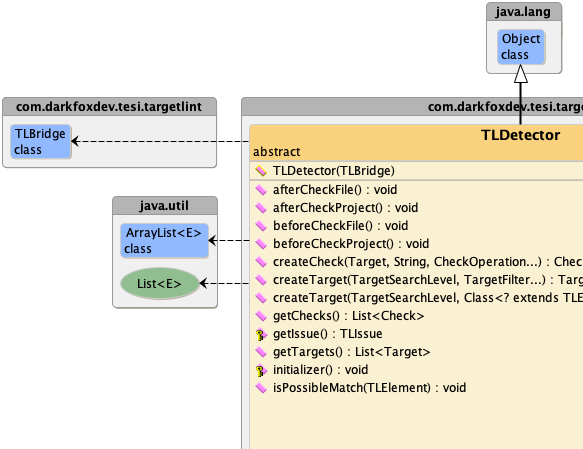 java.lang
Object
class
com.darkfoxdev.tesi.targetlint
TLBridge
class
java.util
ArrayList<E>
class
List<E>
com.darkfoxdev.tesi.targe
TLDetector
abstract
TLDetector(TLBridge)
afterCheckFile() : void
afterCheckProject() : void
beforeCheckFile() : void
beforeCheckProject() : void
createCheck(Target, String, CheckOperation...) : Chec
createTarget(TargetSearchLevel, TargetFilter...) : Targ
createTarget(TargetSearchLevel, Class<? extends TLE
getChecks() : List<Check>
getIssue() : TLIssue
getTargets() : List<Target>
initializer() : void
isPossibleMatch(TLElement) : void